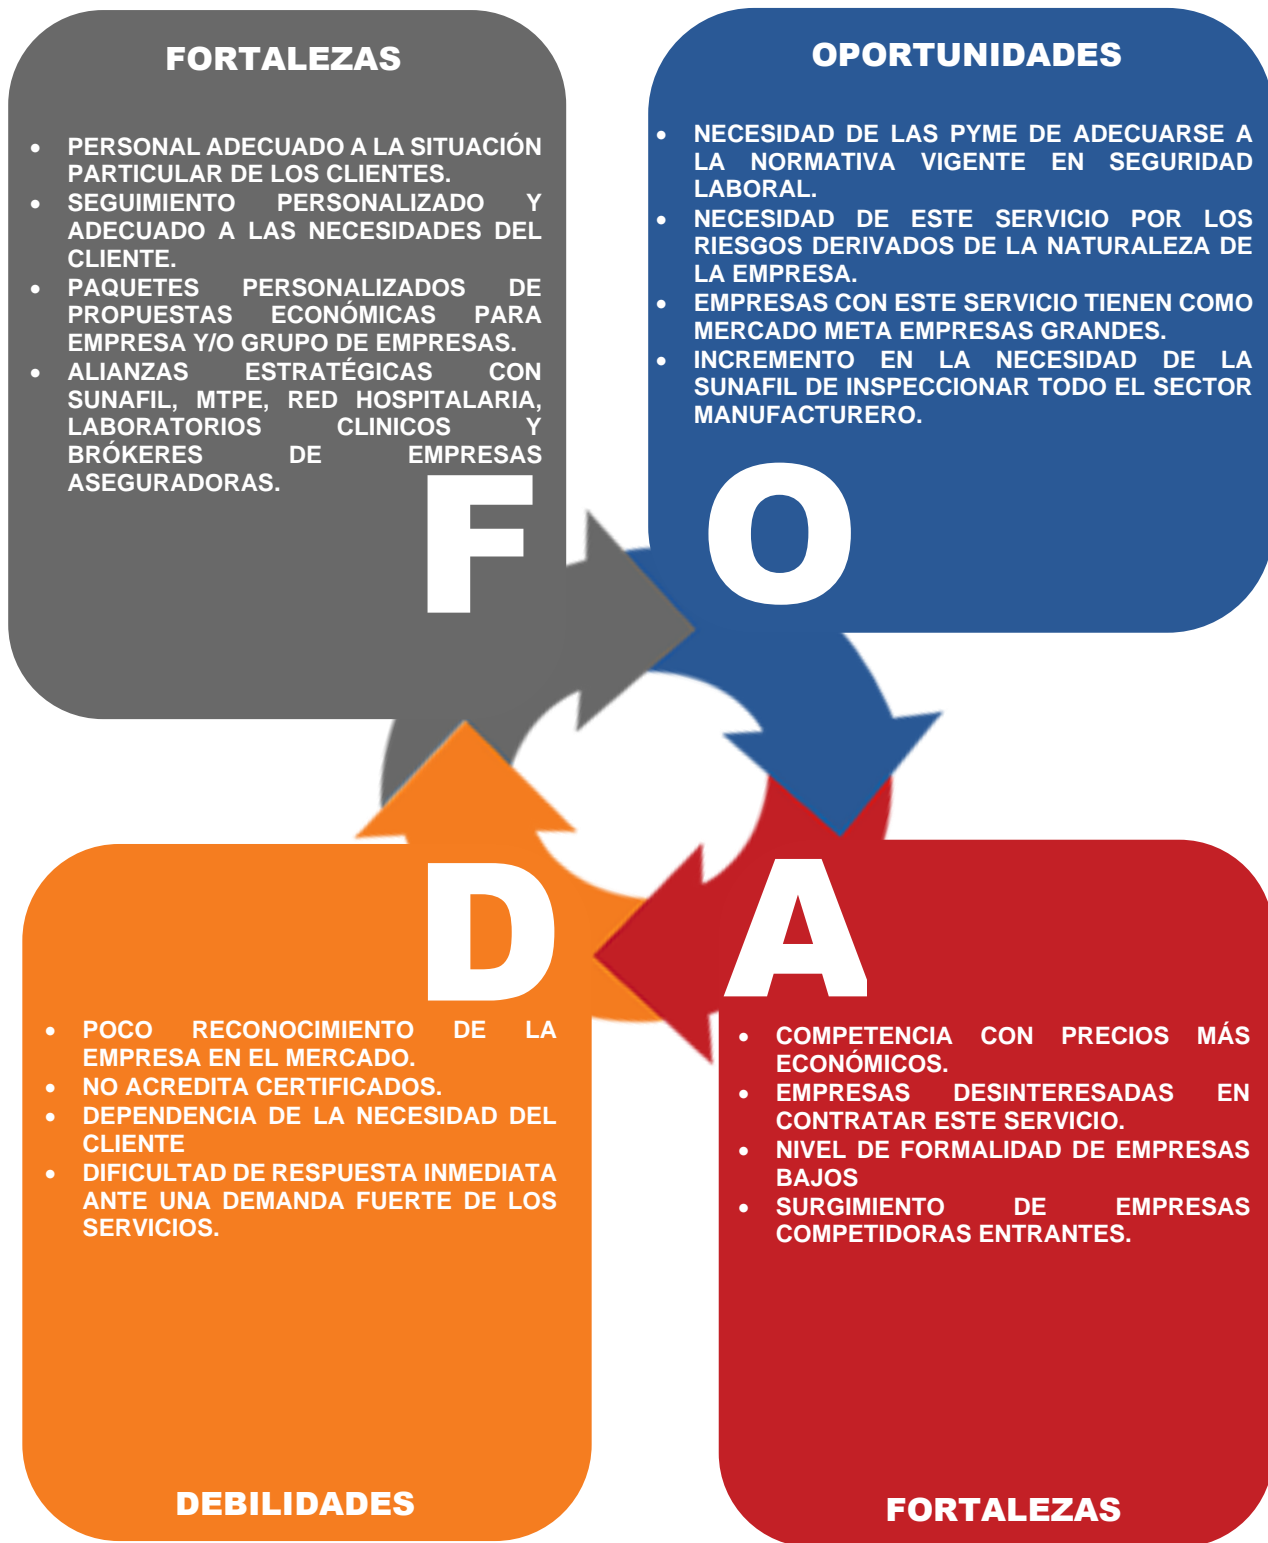 FORTALEZAS
• PERSONAL ADECUADO A LA SITUACIÓN
PARTICULAR DE LOS CLIENTES.
• SEGUIMIENTO PERSONALIZADO Y
ADECUADO A LAS NECESIDADES DEL
CLIENTE.
• PAQUETES PERSONALIZADOS DE
PROPUESTAS ECONÓMICAS PARA
EMPRESA Y/O GRUPO DE EMPRESAS.
• ALIANZAS ESTRATÉGICAS CON
SUNAFIL, MTPE, RED HOSPITALARIA,
LABORATORIOS CLINICOS Y
BRÓKERES DE EMPRESAS
ASEGURADORAS.
F
OPORTUNIDADES
• NECESIDAD DE LAS PYME DE ADECUARSE A
LA NORMATIVA VIGENTE EN SEGURIDAD
LABORAL.
• NECESIDAD DE ESTE SERVICIO POR LOS
RIESGOS DERIVADOS DE LA NATURALEZA DE
LA EMPRESA.
• EMPRESAS CON ESTE SERVICIO TIENEN COMO
MERCADO META EMPRESAS GRANDES.
• INCREMENTO EN LA NECESIDAD DE LA
SUNAFIL DE INSPECCIONAR TODO EL SECTOR
MANUFACTURERO.
O
D
• POCO RECONOCIMIENTO DE LA
EMPRESA EN EL MERCADO.
• NO ACREDITA CERTIFICADOS.
• DEPENDENCIA DE LA NECESIDAD DEL
CLIENTE
• DIFICULTAD DE RESPUESTA INMEDIATA
ANTE UNA DEMANDA FUERTE DE LOS
SERVICIOS.
DEBILIDADES
A
• COMPETENCIA CON PRECIOS MÁS
ECONÓMICOS.
• EMPRESAS DESINTERESADAS EN
CONTRATAR ESTE SERVICIO.
• NIVEL DE FORMALIDAD DE EMPRESAS
BAJOS
• SURGIMIENTO DE EMPRESAS
COMPETIDORAS ENTRANTES.
FORTALEZAS